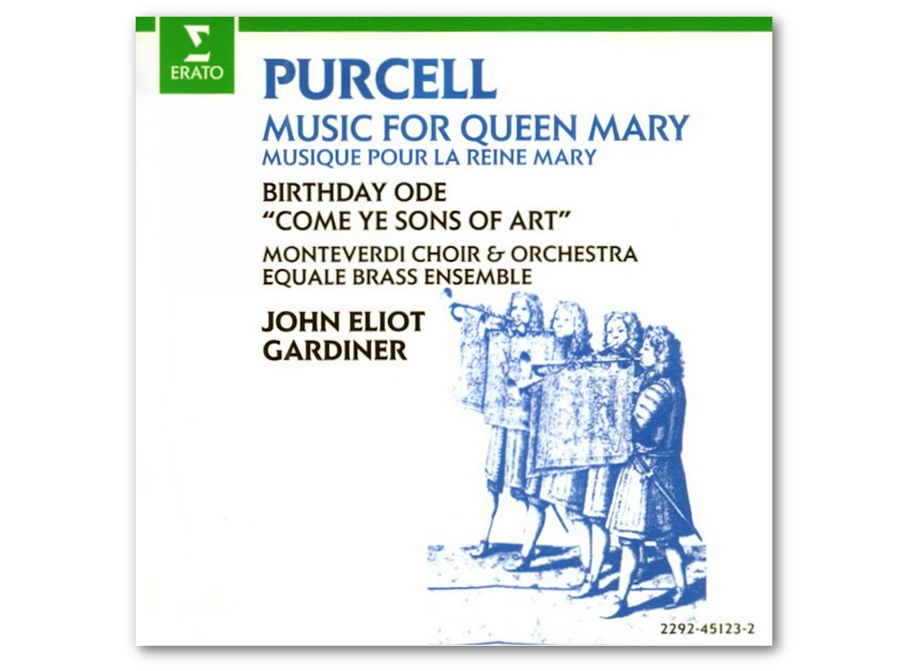 ERATO
PURCELL
MUSIC FOR QUEEN MARY
MUSIQUE POUR LA REINE MARY
BIRTHDAY ODE
“COME YE SONS OF ART”
MONTEVERDI CHOIR & ORCHESTRA
EQUALE BRASS ENSEMBLE
JOHN ELIOT
GARDINER
2292-45123-2